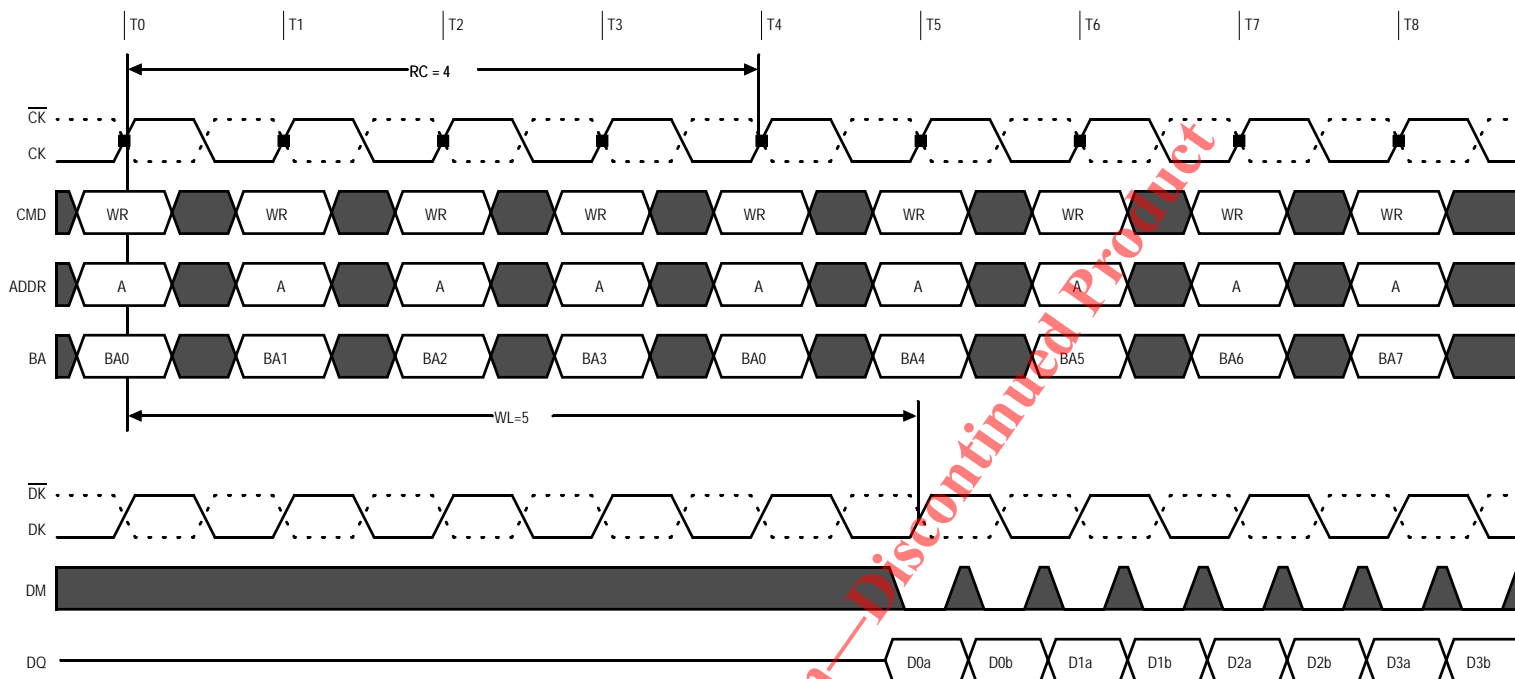 T0 T1 T2 T3 T4 T5 T6 T7 T8
RC = 4
CK
CK
CMD WR WR WR WR WR WR WR WR WR
ADDR A A A A A A A A A
BA BA0 BA1 BA2 BA3 BA0 BA4 BA5 BA6 BA7
WL=5
DK
DK
DM
DQ D0a D0b D1a D1b D2a D2b D3a D3b
—Discontinued Product